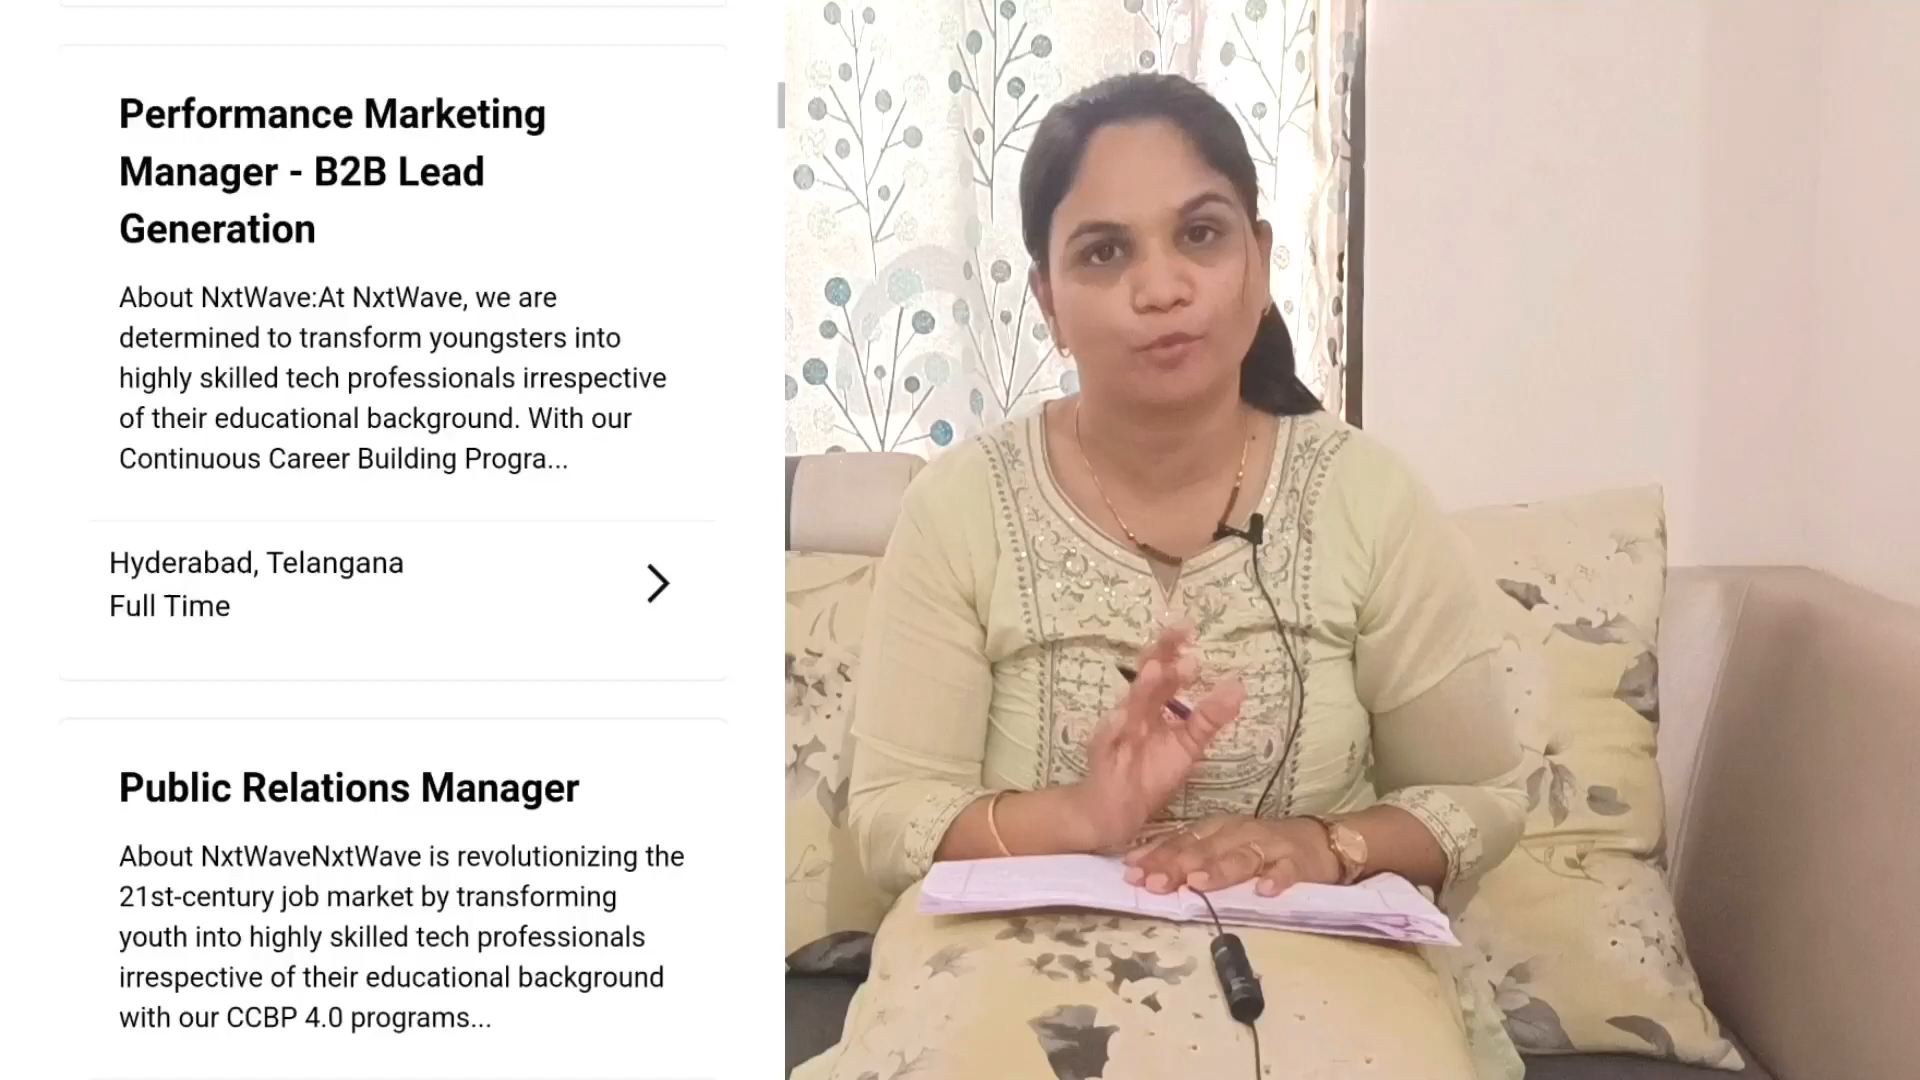 Performance Marketing
Manager - B2B Lead
Generation
About NxtWave:At NxtWave, we are
determined to transform youngsters into
highly skilled tech professionals irrespective
of their educational background. With our
Continuous Career Building Progra...
Hyderabad, Telangana
Full Time
Public Relations Manager
About NxtWaveNxtWave is revolutionizing the
21st-century job market by transforming
youth into highly skilled tech professionals
irrespective of their educational background
with our CCBP 4.0 programs...